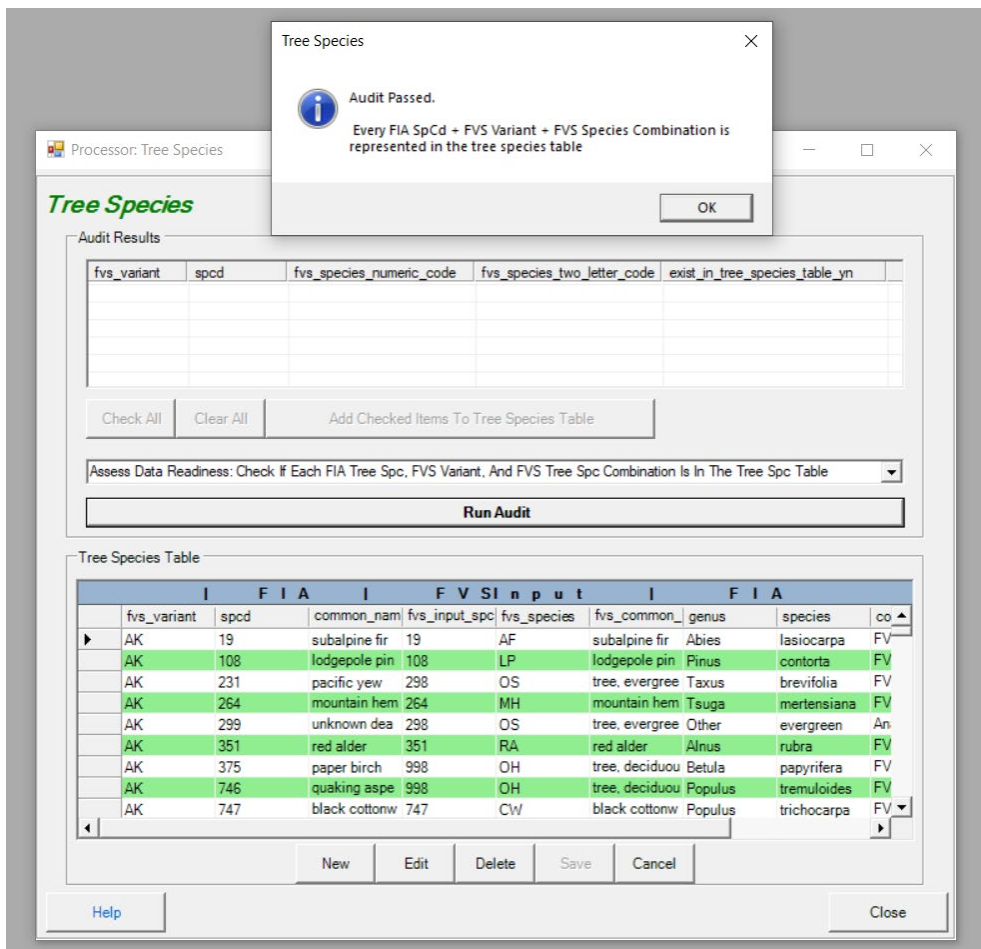 Tree Species
Audit Passed.
Every FIA SpCd + FVS Variant + FVS Species Combination is
represented in the tree species table
OK
Processor: Tree Species
Tree Species
Audit Results
fvs_variant spcd fvs_species_numeric_code fvs_species_two_letter_code exist_in_tree_species_table_yn
Check All Clear All Add Checked Items To Tree Species Table
Assess Data Readiness: Check If Each FIA Tree Spc, FVS Variant, And FVS Tree Spc Combination Is In The Tree Spc Table
Run Audit
Tree Species Table
| F I A | F V S I n p u t | F I A
fvs_variant spcd common_nam fvs_input_spc fvs_species fvs_common_ genus species co
AK 19 subalpine fir 19 AF subalpine fir Abies lasiocarpa FV
AK 108 lodgepole pin 108 LP lodgepole pin Pinus contorta FV
AK 231 pacific yew 298 OS tree, evergree Taxus brevifolia FV
AK 264 mountain hem 264 MH mountain hem Tsuga mertensiana FV
AK 299 unknown dea 298 OS tree, evergree Other evergreen An
AK 351 red alder 351 RA red alder Alnus rubra FV
AK 375 paper birch 998 OH tree, deciduou Betula papyrifera FV
AK 746 quaking aspe 998 OH tree, deciduou Populus tremuloides FV
AK 747 black cottonw 747 CW black cottonw Populus trichocarpa FV
New Edit Delete Save Cancel
Help Close